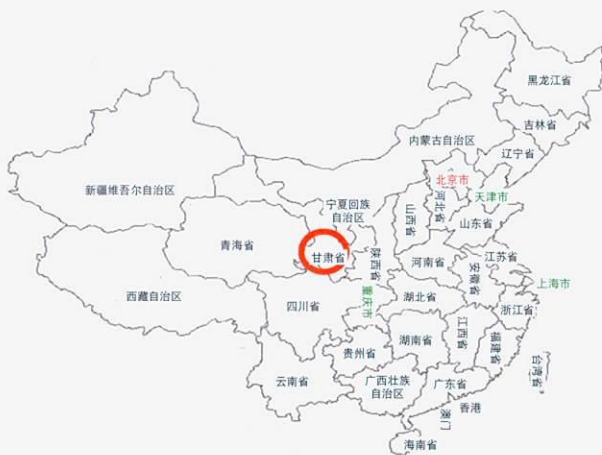 黑龙江省
吉林省
辽宁省
内蒙古自治区
北京市
天津市
河北省
山西省
山东省
新疆维吾尔自治区
宁夏回族
自治区
青海省
甘肃省
陕西省
河南省
江苏省
安徽省
上海市
西藏自治区
四川省
重庆市
湖北省
浙江省
贵州省
湖南省
江西省
福建省
台湾省
云南省
广西壮族
自治区
广东省
香港
澳门
海南省